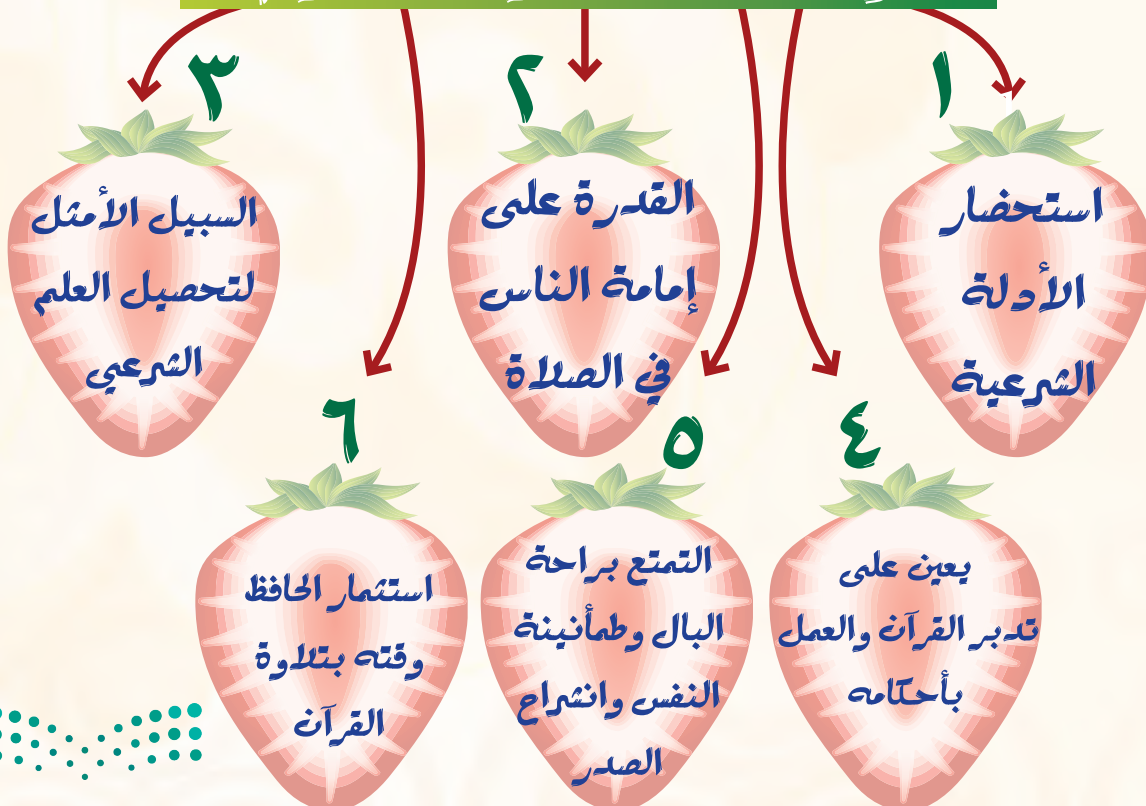 ١
استحضار
الأدلة
الشرعية
٢
القدرة على
إمامة الناس
في الصلاة
٣
السبيل الأمثل
لتحصيل العلم
الشرعي
٤
يعين على
تدبر القرآن والعمل
بأحكامه
٥
التمتع براحة
البال وطمأنينة
النفس وانشراح
الصدر
٦
استثمار الحافظ
وقته بتلاوة
القرآن